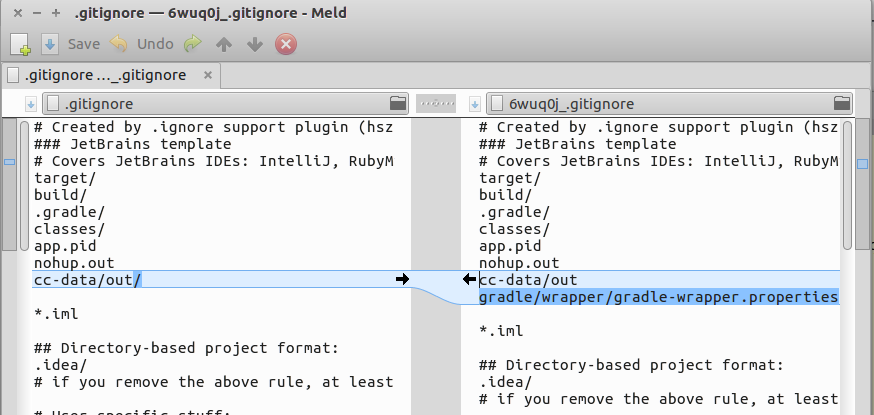 .gitignore — 6wuq0j_.gitignore - Meld
Save Undo
.gitignore ..._.gitignore
.gitignore
# Created by .ignore support plugin (hsz
### JetBrains template
# Covers JetBrains IDEs: IntelliJ, RubyM
target/
build/
.gradle/
classes/
app.pid
nohup.out
cc-data/out/
*.iml
## Directory-based project format:
.idea/
# if you remove the above rule, at least
# User-specific stuff:
6wuq0j_.gitignore
# Created by .ignore support plugin (hsz
### JetBrains template
# Covers JetBrains IDEs: IntelliJ, RubyM
target/
build/
.gradle/
classes/
app.pid
nohup.out
cc-data/out
gradle/wrapper/gradle-wrapper.properties
*.iml
## Directory-based project format:
.idea/
# if you remove the above rule, at least